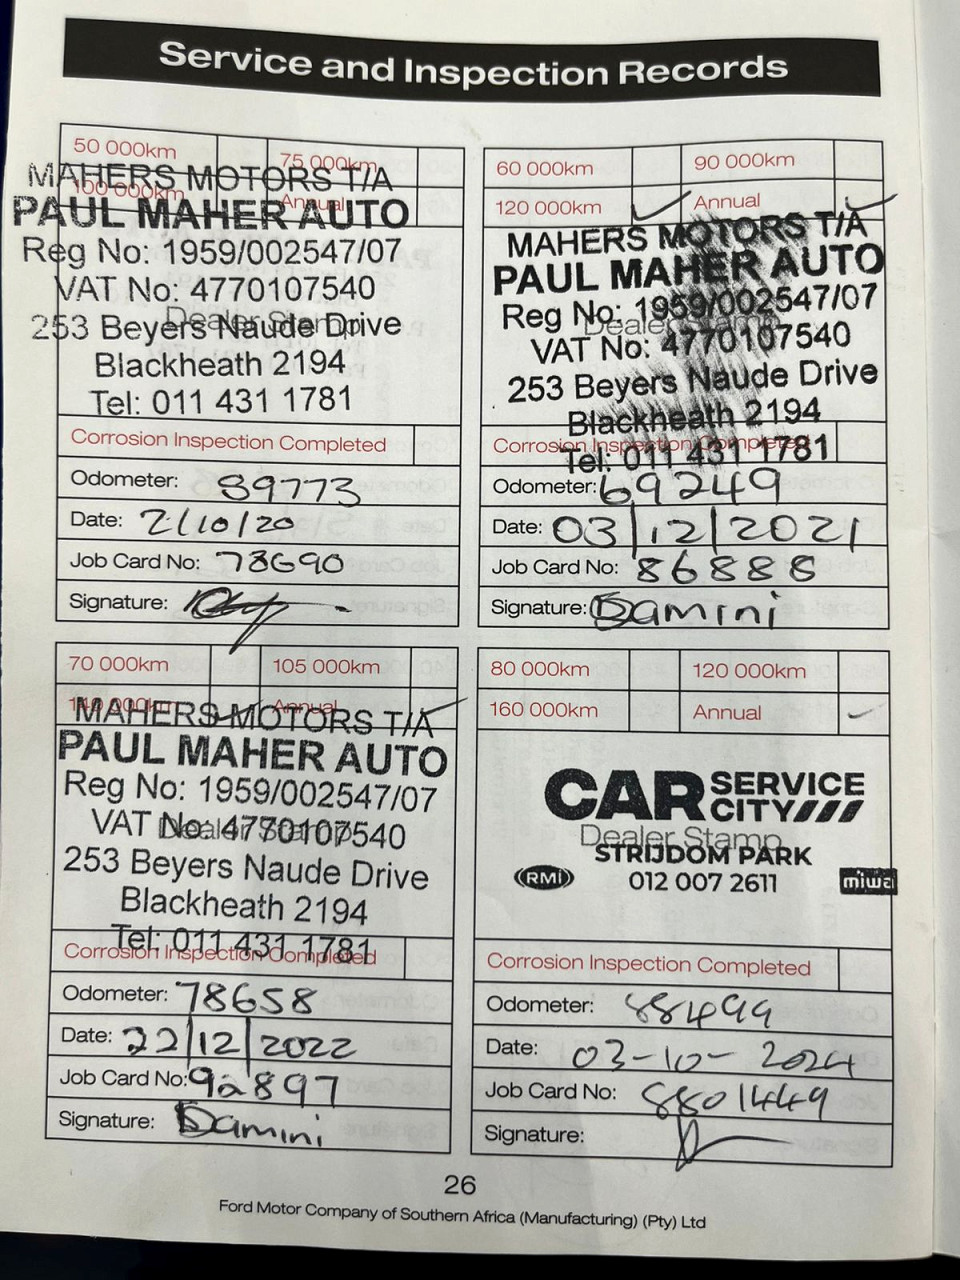 Service and Inspection Records
50 000km
75 000km
100 000km
Annual
MAHERS MOTORS T/A
PAUL MAHER AUTO
Reg No: 1959/002547/07
VAT No: 4770107540
Dealer Stamp
253 Beyers Naude Drive
Blackheath 2194
Tel: 011 431 1781
Corrosion Inspection Completed
Odometer:
Date: 2/10/20
Job Card No: 78690
Signature:
60 000km
90 000km
120 000km
Annual
MAHERS MOTORS T/A
PAUL MAHER AUTO
Reg No: 1959/002547/07
Dealer Stamp
VAT No: 4770107540
253 Beyers Naude Drive
Blackheath 2194
Corrosion Inspection Completed
Tel: 011 431 1781
Odometer: 69249
Date: 03/12/2021
Job Card No: 86888
Signature: Damini
70 000km
105 000km
140 000km
Annual
MAHERS MOTORS T/A
PAUL MAHER AUTO
Reg No: 1959/002547/07
VAT No: 4770107540
Dealer Stamp
253 Beyers Naude Drive
Blackheath 2194
Tel: 011 431 1781
Corrosion Inspection Completed
Odometer: 78658
Date: 22/12/2022
Job Card No: 92897
Signature: Damini
80 000km
120 000km
160 000km
Annual
CAR SERVICE CITY
Dealer Stamp
STRIJDOM PARK
RMI
012 007 2611
miwa
Corrosion Inspection Completed
Odometer: 88499
Date: 03-10-2024
Job Card No: 8801449
Signature:
26
Ford Motor Company of Southern Africa (Manufacturing) (Pty) Ltd